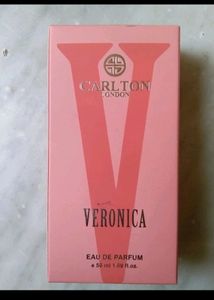 CARLTON
LONDON
VERONICA
EAU DE PARFUM
e 50 ml 1.69 fl. oz.